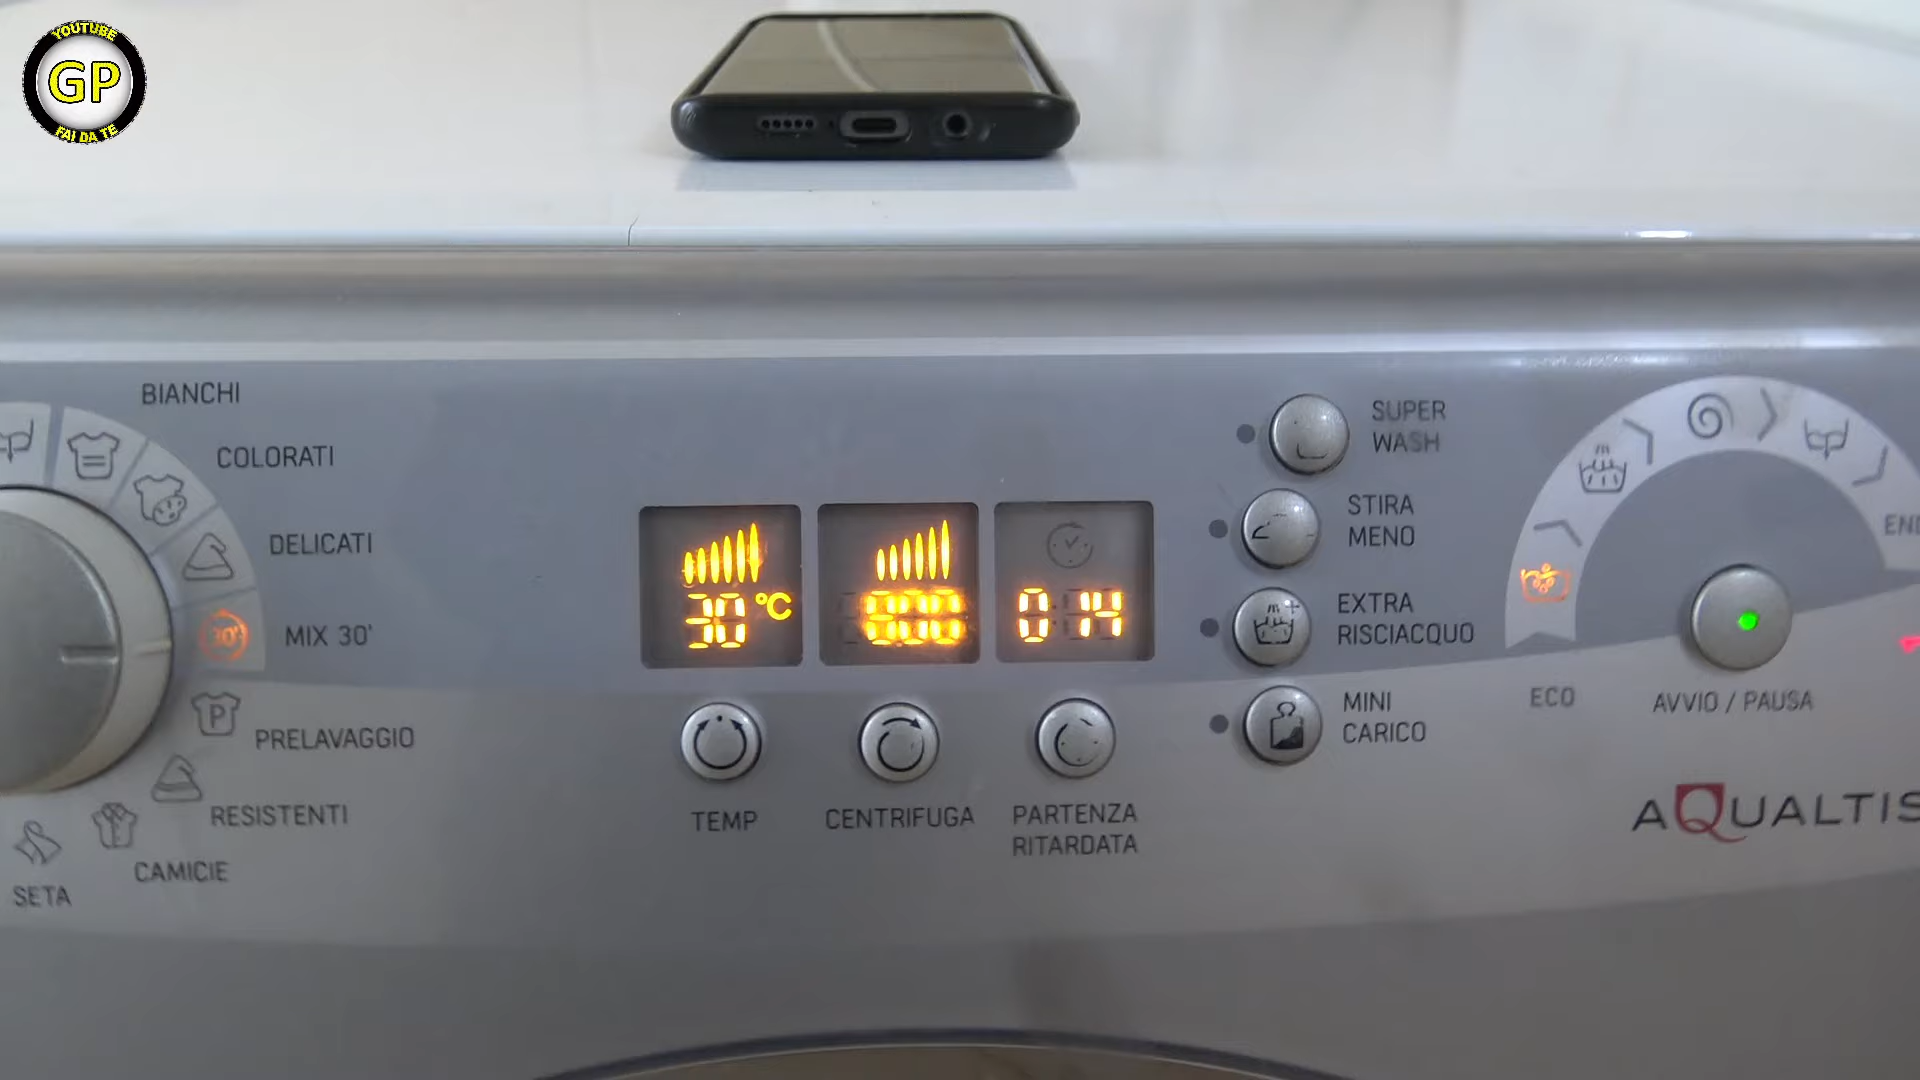 YOUTUBE
GP
FAI DA TE
BIANCHI
COLORATI
DELICATI
30'
MIX 30'
P
PRELAVAGGIO
RESISTENTI
CAMICIE
SETA
30 °C
0 14
TEMP
CENTRIFUGA
PARTENZA
RITARDATA
SUPER
WASH
STIRA
MENO
EXTRA
RISCIACQUO
MINI
CARICO
END
ECO
AVVIO / PAUSA
AQUALTIS